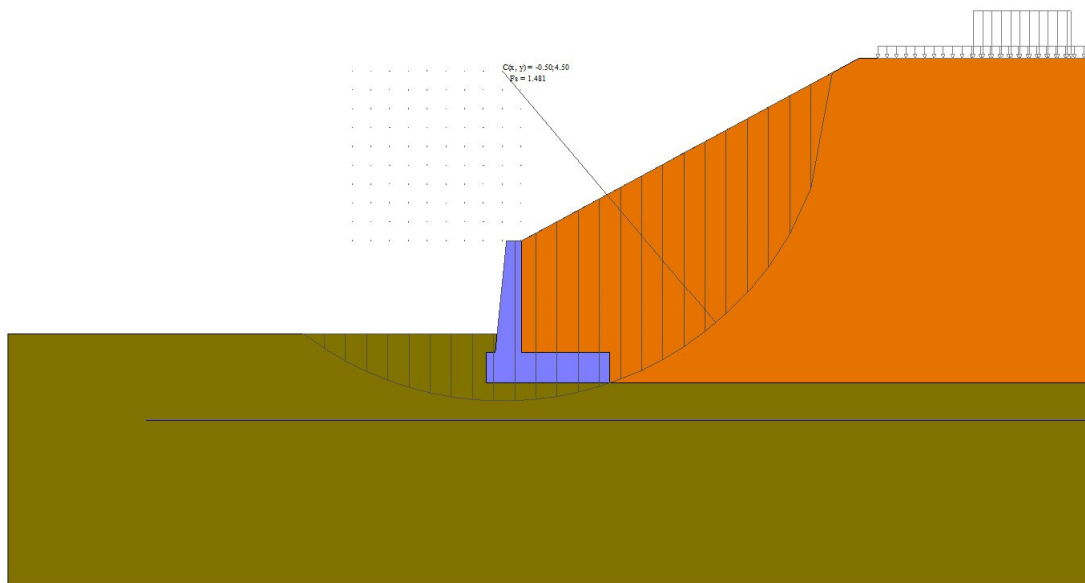 C(x, y) = -0.50;4.50
Fs = 1.481